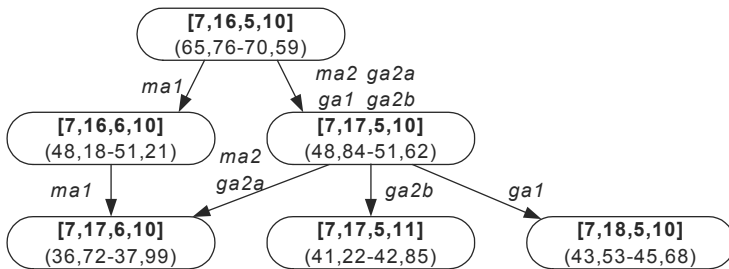 [7,16,5,10]
(65,76-70,59)
ma1
ma2 ga2a
ga1 ga2b
[7,16,6,10]
(48,18-51,21)
[7,17,5,10]
(48,84-51,62)
ma1
ma2
ga2a
ga2b
ga1
[7,17,6,10]
(36,72-37,99)
[7,17,5,11]
(41,22-42,85)
[7,18,5,10]
(43,53-45,68)